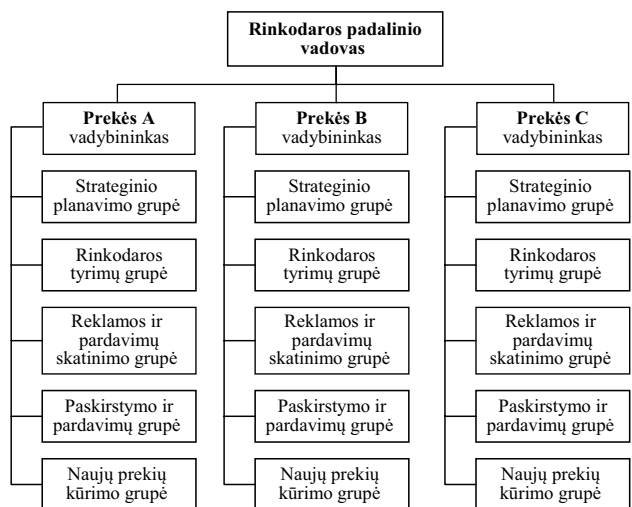 Rinkodaros padalinio
vadovas
Prekės A
vadybininkas
Strateginio
planavimo grupė
Rinkodaros
tyrimų grupė
Reklamos ir
pardavimų
skatinimo grupė
Paskirstymo ir
pardavimų grupė
Naujų prekių
kūrimo grupė
Prekės B
vadybininkas
Strateginio
planavimo grupė
Rinkodaros
tyrimų grupė
Reklamos ir
pardavimų
skatinimo grupė
Paskirstymo ir
pardavimų grupė
Naujų prekių
kūrimo grupė
Prekės C
vadybininkas
Strateginio
planavimo grupė
Rinkodaros
tyrimų grupė
Reklamos ir
pardavimų
skatinimo grupė
Paskirstymo ir
pardavimų grupė
Naujų prekių
kūrimo grupė